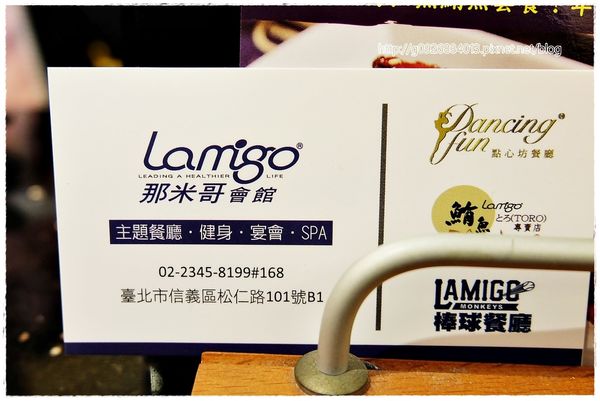 http://g0926884015.pixnet.net/blog
Lamigo®
LEADING A HEALTHIER LIFE
那米哥會館
主題餐廳・健身・宴會・SPA
02-2345-8199#168
臺北市信義區松仁路101號B1
Dancing
fun
點心坊餐廳
鮪魚
Lamigo
とろ(TORO)
專賣店
LAMIGO
MONKEYS
棒球餐廳